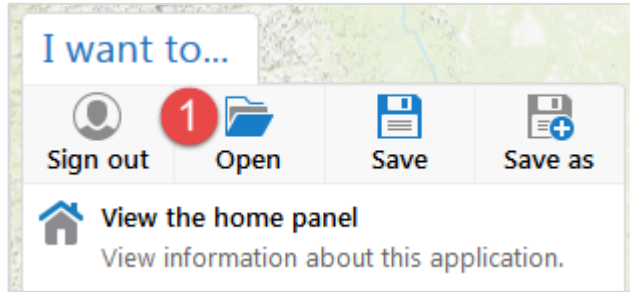 I want to...
1
Sign out Open Save Save as
View the home panel
View information about this application.